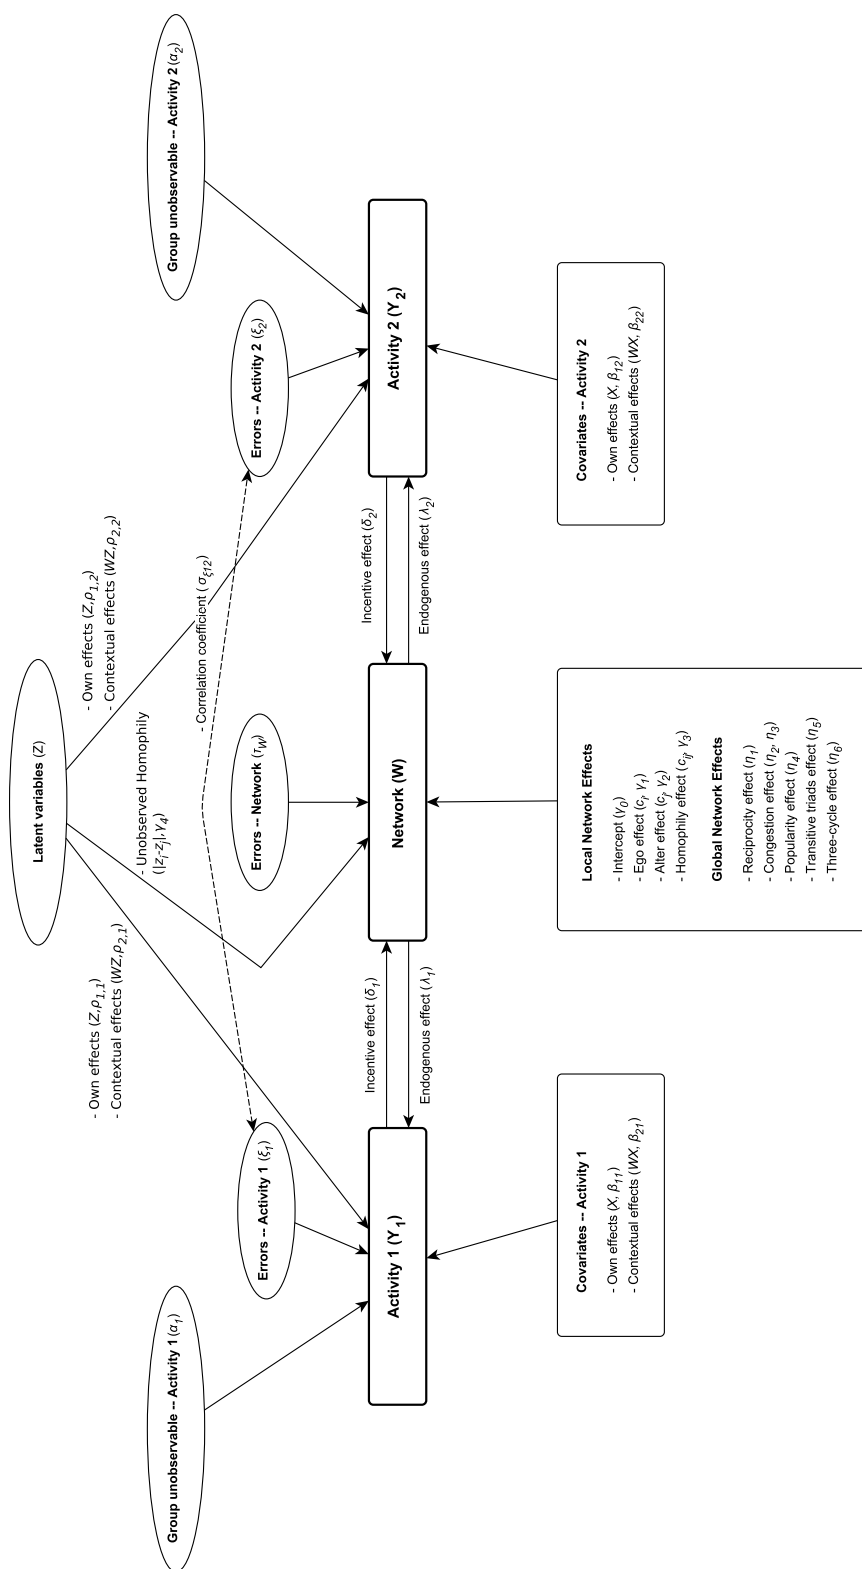 Latent variables (Z)
- Own effects (Z,ρ1,1)
- Contextual effects (WZ,ρ2,1)
- Unobserved Homophily
(|zi-zj|,γ4)
- Own effects (Z,ρ1,2)
- Contextual effects (WZ,ρ2,2)
Group unobservable -- Activity 1 (α1)
Group unobservable -- Activity 2 (α2)
- Correlation coefficient (σξ12)
Errors -- Activity 1 (ξ1)
Errors -- Network (τW)
Errors -- Activity 2 (ξ2)
Activity 1 (Y1)
Incentive effect (δ1)
Endogenous effect (λ1)
Network (W)
Incentive effect (δ2)
Endogenous effect (λ2)
Activity 2 (Y2)
Covariates -- Activity 1
- Own effects (X, β11)
- Contextual effects (WX, β21)
Local Network Effects
- Intercept (γ0)
- Ego effect (ci, γ1)
- Alter effect (cj, γ2)
- Homophily effect (cij, γ3)
Global Network Effects
- Reciprocity effect (η1)
- Congestion effect (η2, η3)
- Popularity effect (η4)
- Transitive triads effect (η5)
- Three-cycle effect (η6)
Covariates -- Activity 2
- Own effects (X, β12)
- Contextual effects (WX, β22)